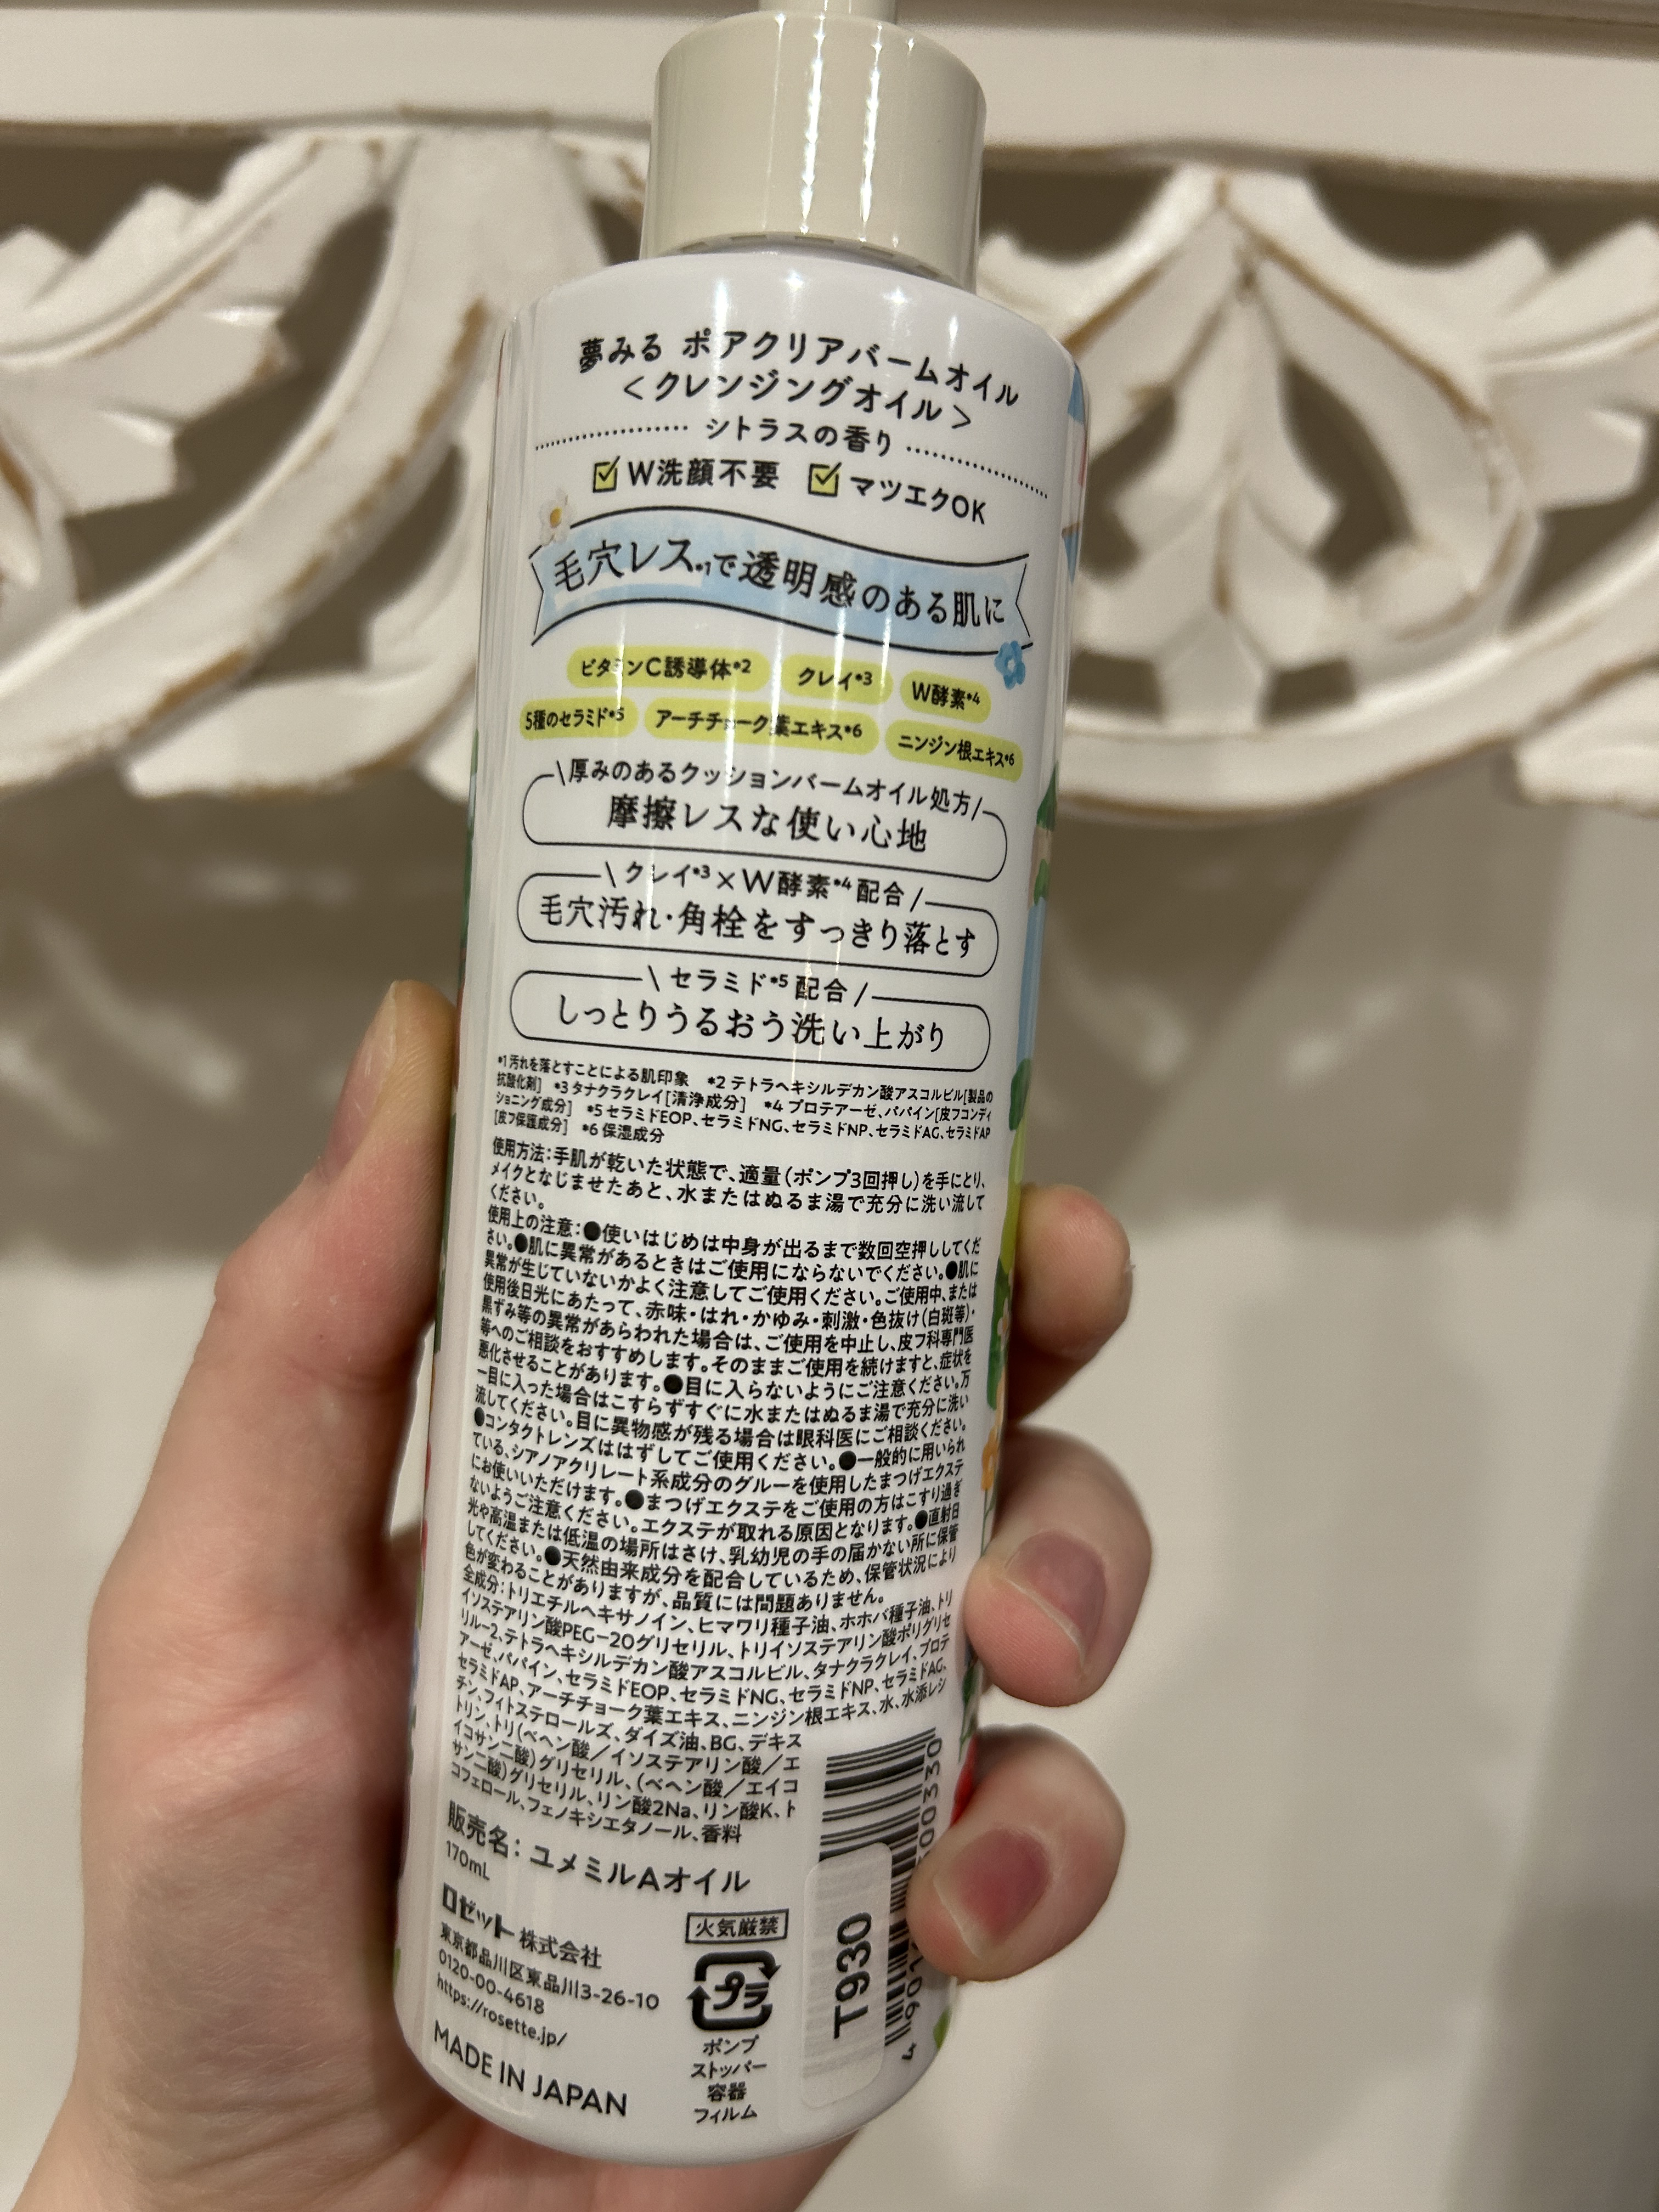 夢みる ポアクリアバームオイル
<クレンジングオイル>
シトラスの香り
W洗顔不要 マツエクOK
毛穴レス*1で透明感のある肌に
ビタミンC誘導体*2 クレイ*3 W酵素*4
5種のセラミド*5 アーチチョーク葉エキス*6 ニンジン根エキス*6
\厚みのあるクッションバームオイル処方/
摩擦レスな使い心地
\クレイ*3×W酵素*4配合/
毛穴汚れ・角栓をすっきり落とす
\セラミド*5配合/
しっとりうるおう洗い上がり
*1 汚れを落とすことによる肌印象 *2 テトラヘキシルデカン酸アスコルビル[製品の
抗酸化剤] *3 タナクラクレイ[清浄成分] *4 プロテアーゼ、パパイン[皮フコンディ
ショニング成分] *5 セラミドEOP、セラミドNG、セラミドNP、セラミドAG、セラミドAP
[皮フ保護成分] *6 保湿成分
使用方法：手肌が乾いた状態で、適量（ポンプ3回押し）を手にとり、
メイクとなじませたあと、水またはぬるま湯で充分に洗い流して
ください。
使用上の注意：●使いはじめは中身が出るまで数回空押ししてくだ
さい。●肌に異常があるときはご使用にならないでください。●肌に
異常が生じていないかよく注意してご使用ください。ご使用中、または
使用後日光にあたって、赤味・はれ・かゆみ・刺激・色抜け（白斑等）・
黒ずみ等の異常があらわれた場合は、ご使用を中止し、皮フ科専門医
等へのご相談をおすすめします。そのままご使用を続けますと、症状を
悪化させることがあります。●目に入らないようにご注意ください。万
一目に入った場合はこすらずすぐに水またはぬるま湯で充分に洗い
流してください。目に異物感が残る場合は眼科医にご相談ください。
●コンタクトレンズははずしてご使用ください。●一般的に用いられ
ている、シアノアクリレート系成分のグルーを使用したまつげエクステ
にお使いいただけます。●まつげエクステをご使用の方はこすり過ぎ
ないようご注意ください。エクステが取れる原因となります。●直射日
光や高温または低温の場所はさけ、乳幼児の手の届かない所に保管
してください。●天然由来成分を配合しているため、保管状況により
色が変わることがありますが、品質には問題ありません。
全成分：トリエチルヘキサノイン、ヒマワリ種子油、ホホバ種子油、トリ
イソステアリン酸PEG-20グリセリル、トリイソステアリン酸ポリグリセ
リル-2、テトラヘキシルデカン酸アスコルビル、タナクラクレイ、プロテ
アーゼ、パパイン、セラミドEOP、セラミドNG、セラミドNP、セラミドAG、
セラミドAP、アーチチョーク葉エキス、ニンジン根エキス、水、水添レシ
チン、フィトステロールズ、ダイズ油、BG、デキス
トリン、トリ（ベヘン酸／イソステアリン酸／エ
イコサン二酸）グリセリル、（ベヘン酸／エイコ
サン二酸）グリセリル、リン酸2Na、リン酸K、ト
コフェロール、フェノキシエタノール、香料
販売名：ユメミルAオイル
170mL
ロゼット株式会社
東京都品川区東品川3-26-10
0120-00-4618
https://rosette.jp/
MADE IN JAPAN
火気厳禁
プラ
ポンプ
ストッパー
容器
フィルム
T930